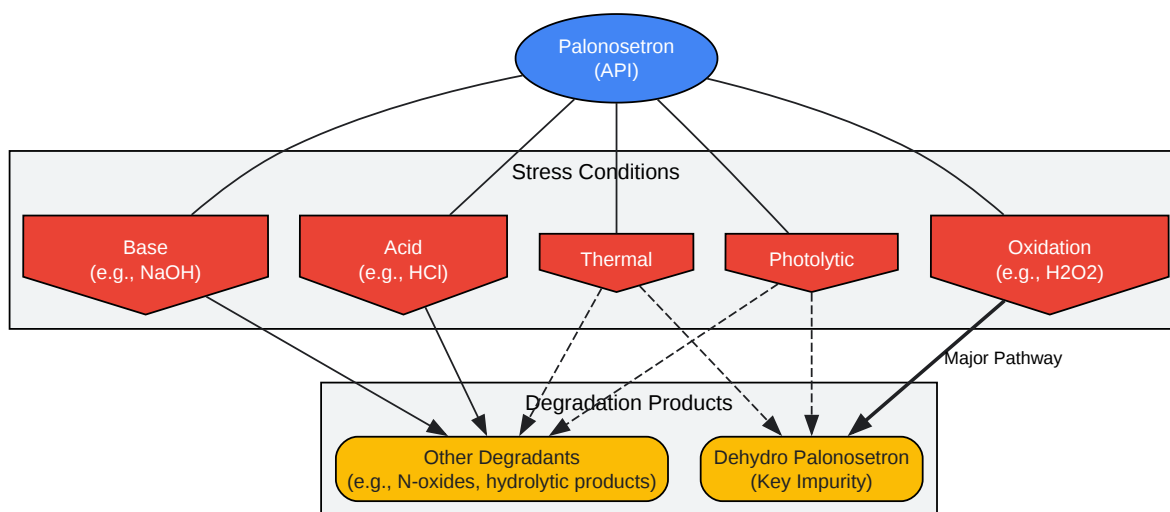 Palonosetron
(API)
Stress Conditions
Base
(e.g., NaOH)
Acid
(e.g., HCl)
Thermal
Photolytic
Oxidation
(e.g., H2O2)
Major Pathway
Degradation Products
Other Degradants
(e.g., N-oxides, hydrolytic products)
Dehydro Palonosetron
(Key Impurity)